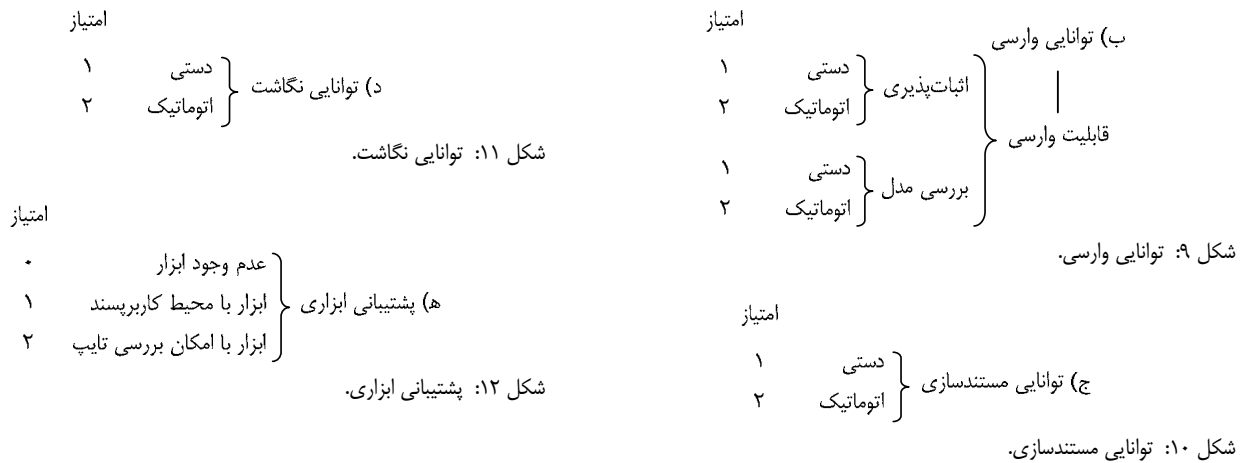 امتیاز
ب) توانایی وارسی
قابلیت وارسی
اثبات‌پذیری
دستی ۱
اتوماتیک ۲
بررسی مدل
دستی ۱
اتوماتیک ۲
شکل ۹: توانایی وارسی.
امتیاز
ج) توانایی مستندسازی
دستی ۱
اتوماتیک ۲
شکل ۱۰: توانایی مستندسازی.
امتیاز
د) توانایی نگاشت
دستی ۱
اتوماتیک ۲
شکل ۱۱: توانایی نگاشت.
امتیاز
ه) پشتیبانی ابزاری
عدم وجود ابزار ۰
ابزار با محیط کاربرپسند ۱
ابزار با امکان بررسی تایپ ۲
شکل ۱۲: پشتیبانی ابزاری.